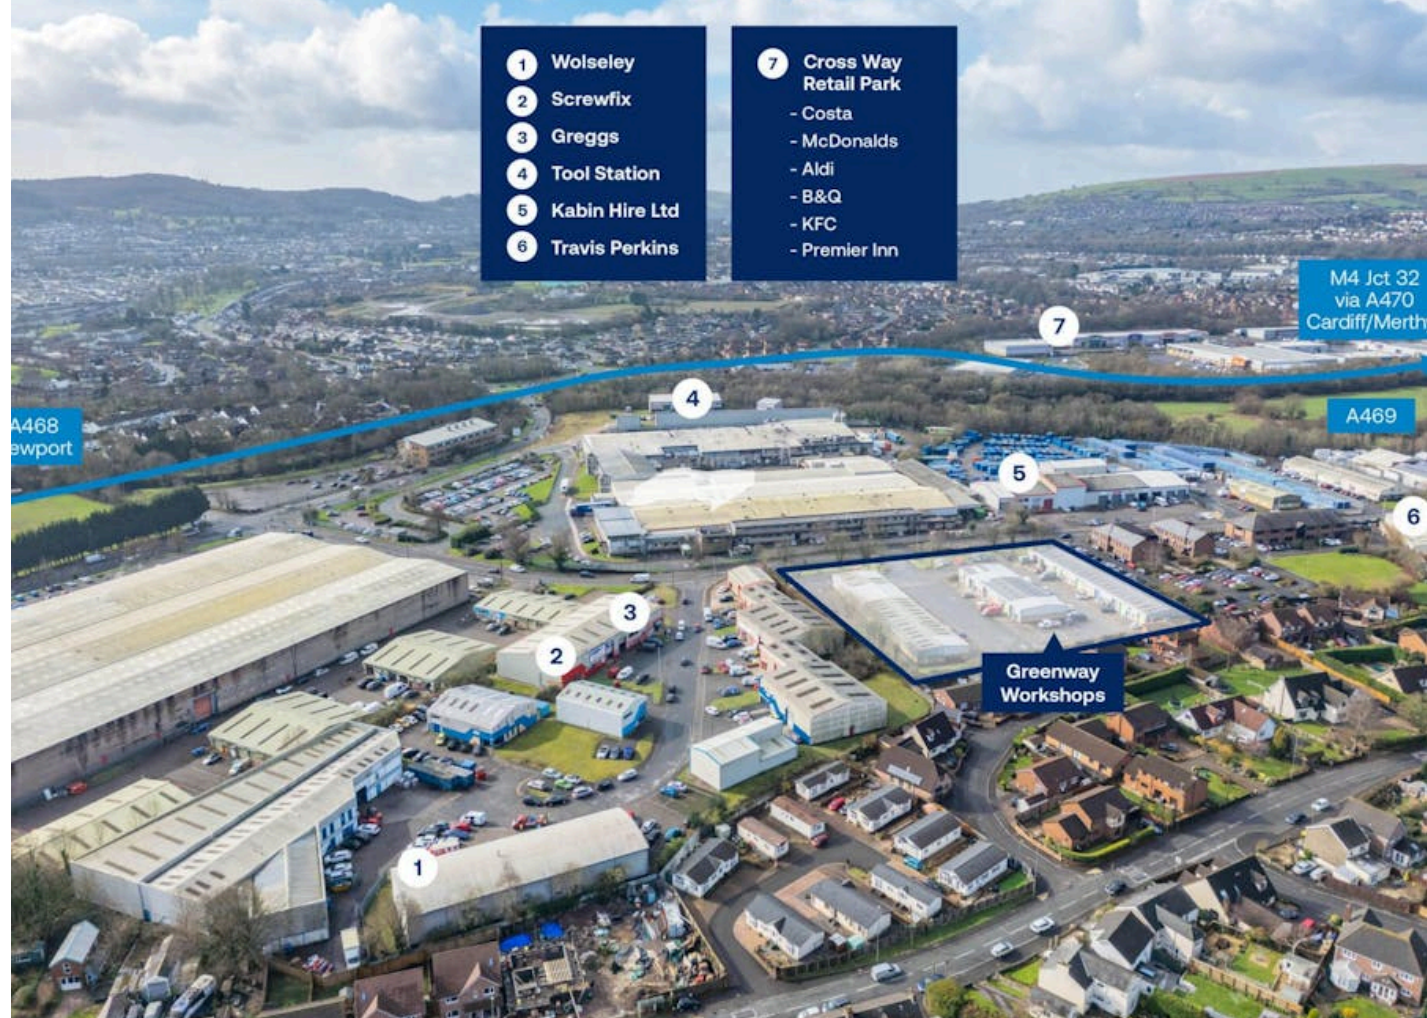 1 Wolseley
2 Screwfix
3 Greggs
4 Tool Station
5 Kabin Hire Ltd
6 Travis Perkins
7 Cross Way
Retail Park
- Costa
- McDonalds
- Aldi
- B&Q
- KFC
- Premier Inn
M4 Jct 32
via A470
Cardiff/Merth
7
4
A468
ewport
A469
5
6
3
2
Greenway
Workshops
1